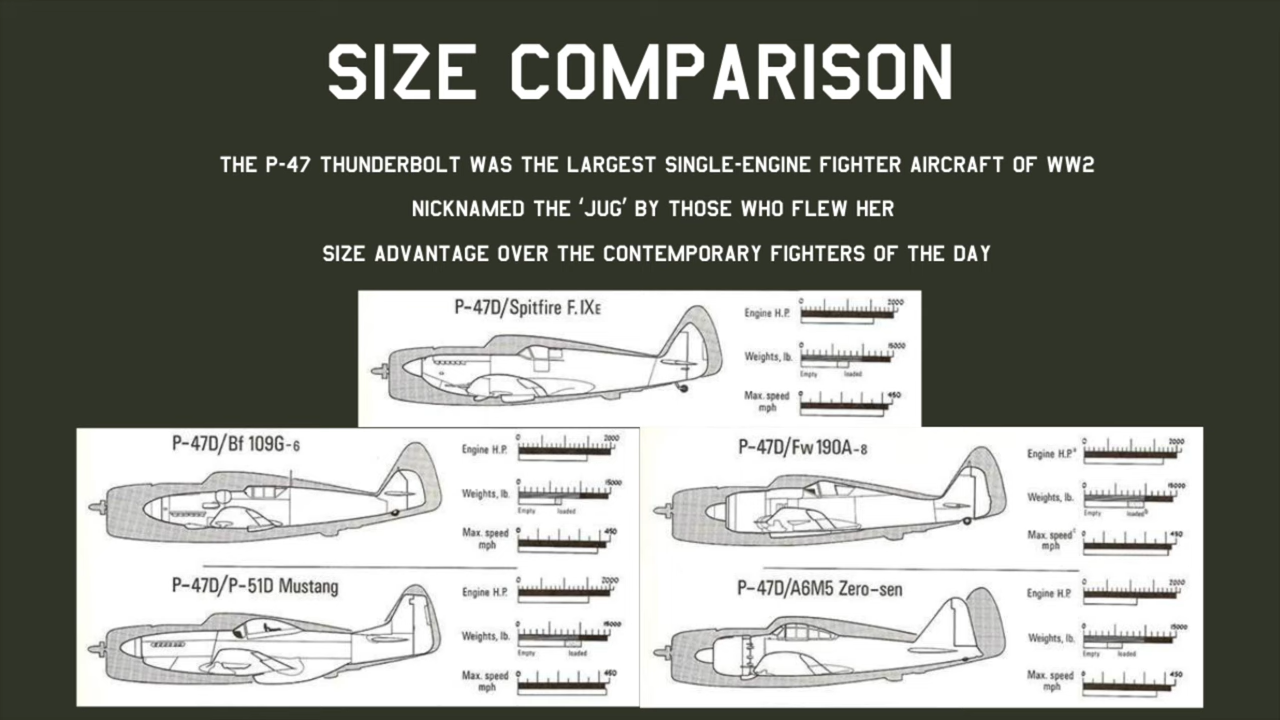 SIZE COMPARISON
THE P-47 THUNDERBOLT WAS THE LARGEST SINGLE-ENGINE FIGHTER AIRCRAFT OF WW2
NICKNAMED THE 'JUG' BY THOSE WHO FLEW HER
SIZE ADVANTAGE OVER THE CONTEMPORARY FIGHTERS OF THE DAY
P-47D/Spitfire F.IXE
Engine H.P. 0 2000
Weights, lb. 0 15000
Empty loaded
Max. speed mph 0 450
P-47D/Bf 109G-6
Engine H.P. 0 2000
Weights, lb. 0 15000
Empty loaded
Max. speed mph 0 450
P-47D/Fw 190A-8
Engine H.P.a 0 2000
Weights, lb. 0 15000
Empty loadedb
Max. speedc mph 0 450
P-47D/P-51D Mustang
Engine H.P. 0 2000
Weights, lb. 0 15000
Empty loaded
Max. speed mph 0 450
P-47D/A6M5 Zero-sen
Engine H.P. 0 2000
Weights, lb. 0 15000
Empty loaded
Max. speed mph 0 450